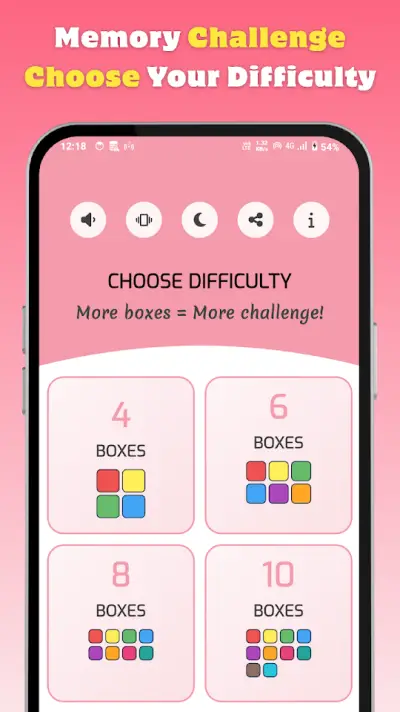 Memory Challenge
Choose Your Difficulty
12:18
4G 54%
CHOOSE DIFFICULTY
More boxes = More challenge!
4
BOXES
6
BOXES
8
BOXES
10
BOXES